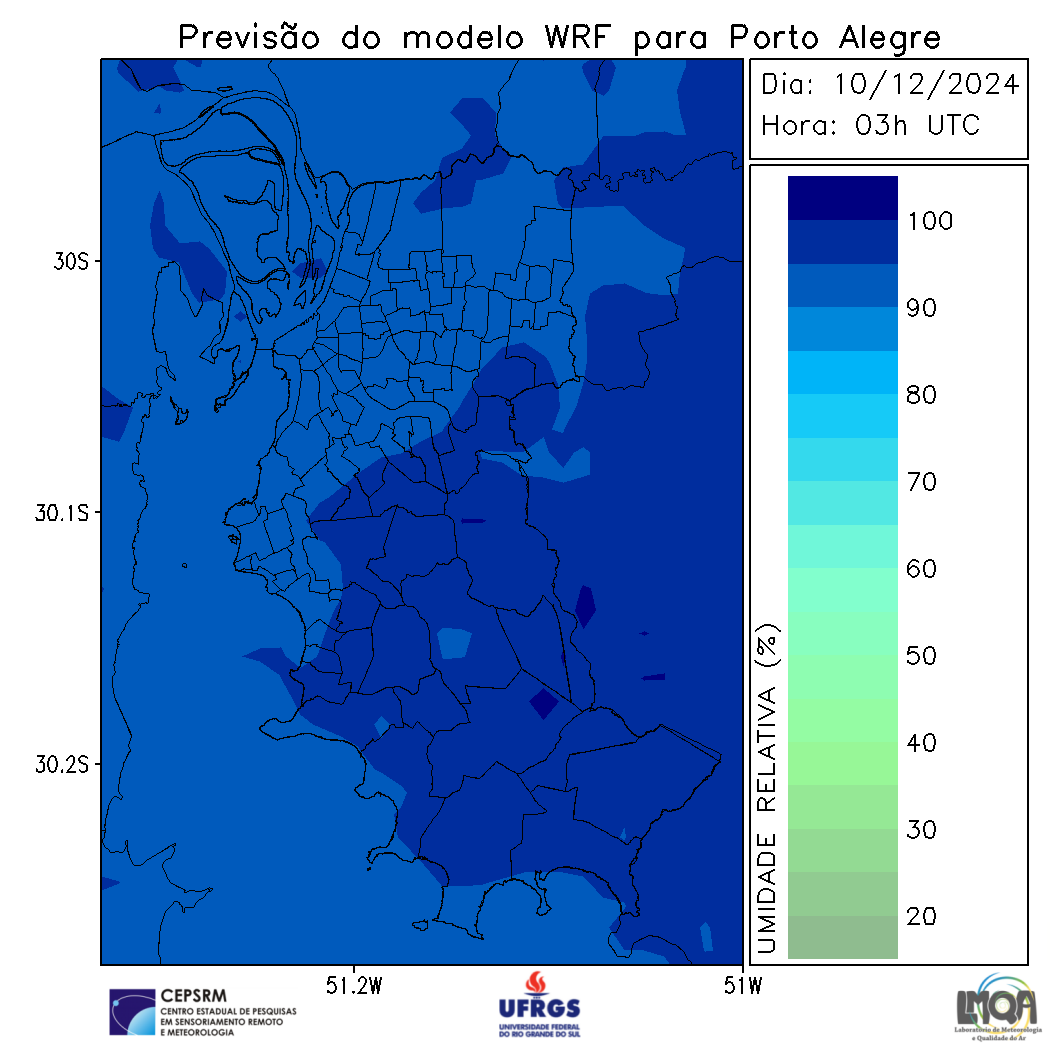 Previsão do modelo WRF para Porto Alegre
Dia: 10/12/2024
Hora: 03h UTC
30S
30.1S
30.2S
51.2W
51W
100
90
80
70
60
50
40
30
20
UMIDADE RELATIVA (%)
CEPSRM
CENTRO ESTADUAL DE PESQUISAS
EM SENSORIAMENTO REMOTO
E METEOROLOGIA
UFRGS
UNIVERSIDADE FEDERAL
DO RIO GRANDE DO SUL
LMQA
Laboratório de Meteorologia
e Qualidade do Ar